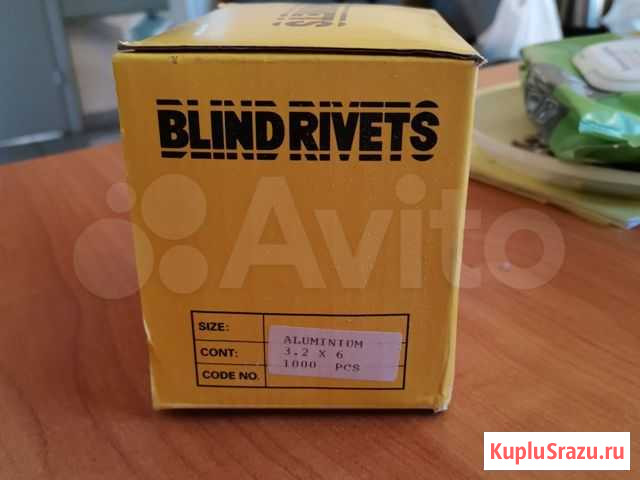 BLIND RIVETS
Avito
SIZE:
CONT:
CODE NO.
ALUMINIUM
3.2 X 6
1000 PCS
KupluSrazu.ru